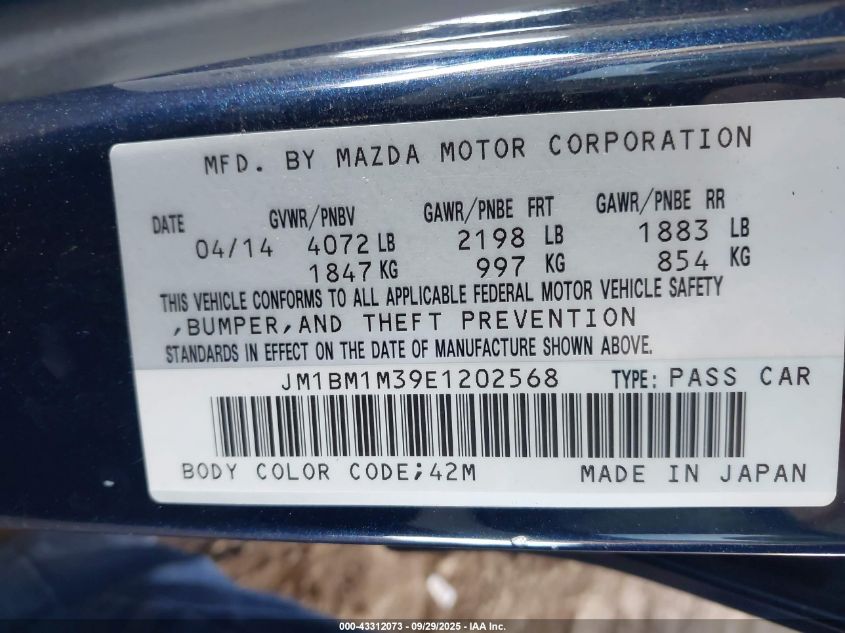 MFD. BY MAZDA MOTOR CORPORATION
DATE GVWR/PNBV GAWR/PNBE FRT GAWR/PNBE RR
04/14 4072 LB 2198 LB 1883 LB
1847 KG 997 KG 854 KG
THIS VEHICLE CONFORMS TO ALL APPLICABLE FEDERAL MOTOR VEHICLE SAFETY
,BUMPER,AND THEFT PREVENTION
STANDARDS IN EFFECT ON THE DATE OF MANUFACTURE SHOWN ABOVE.
JM1BM1M39E1202568 TYPE: PASS CAR
BODY COLOR CODE;42M MADE IN JAPAN
000-43312073 - 09/29/2025 - IAA Inc.